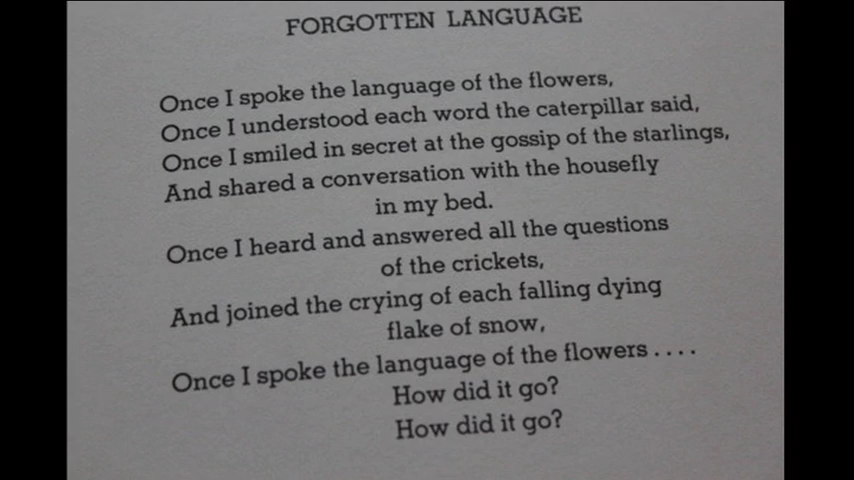 FORGOTTEN LANGUAGE
Once I spoke the language of the flowers,
Once I understood each word the caterpillar said,
Once I smiled in secret at the gossip of the starlings,
And shared a conversation with the housefly
in my bed.
Once I heard and answered all the questions
of the crickets,
And joined the crying of each falling dying
flake of snow,
Once I spoke the language of the flowers . . . .
How did it go?
How did it go?